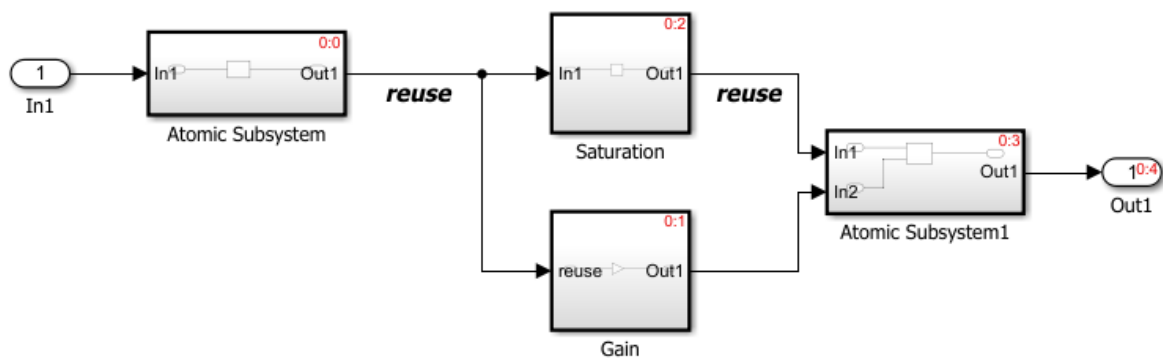 1
In1
0:0
In1
Out1
Atomic Subsystem
reuse
0:2
In1
Out1
Saturation
reuse
0:1
reuse
Out1
Gain
0:3
In1
In2
Out1
Atomic Subsystem1
1 0:4
Out1